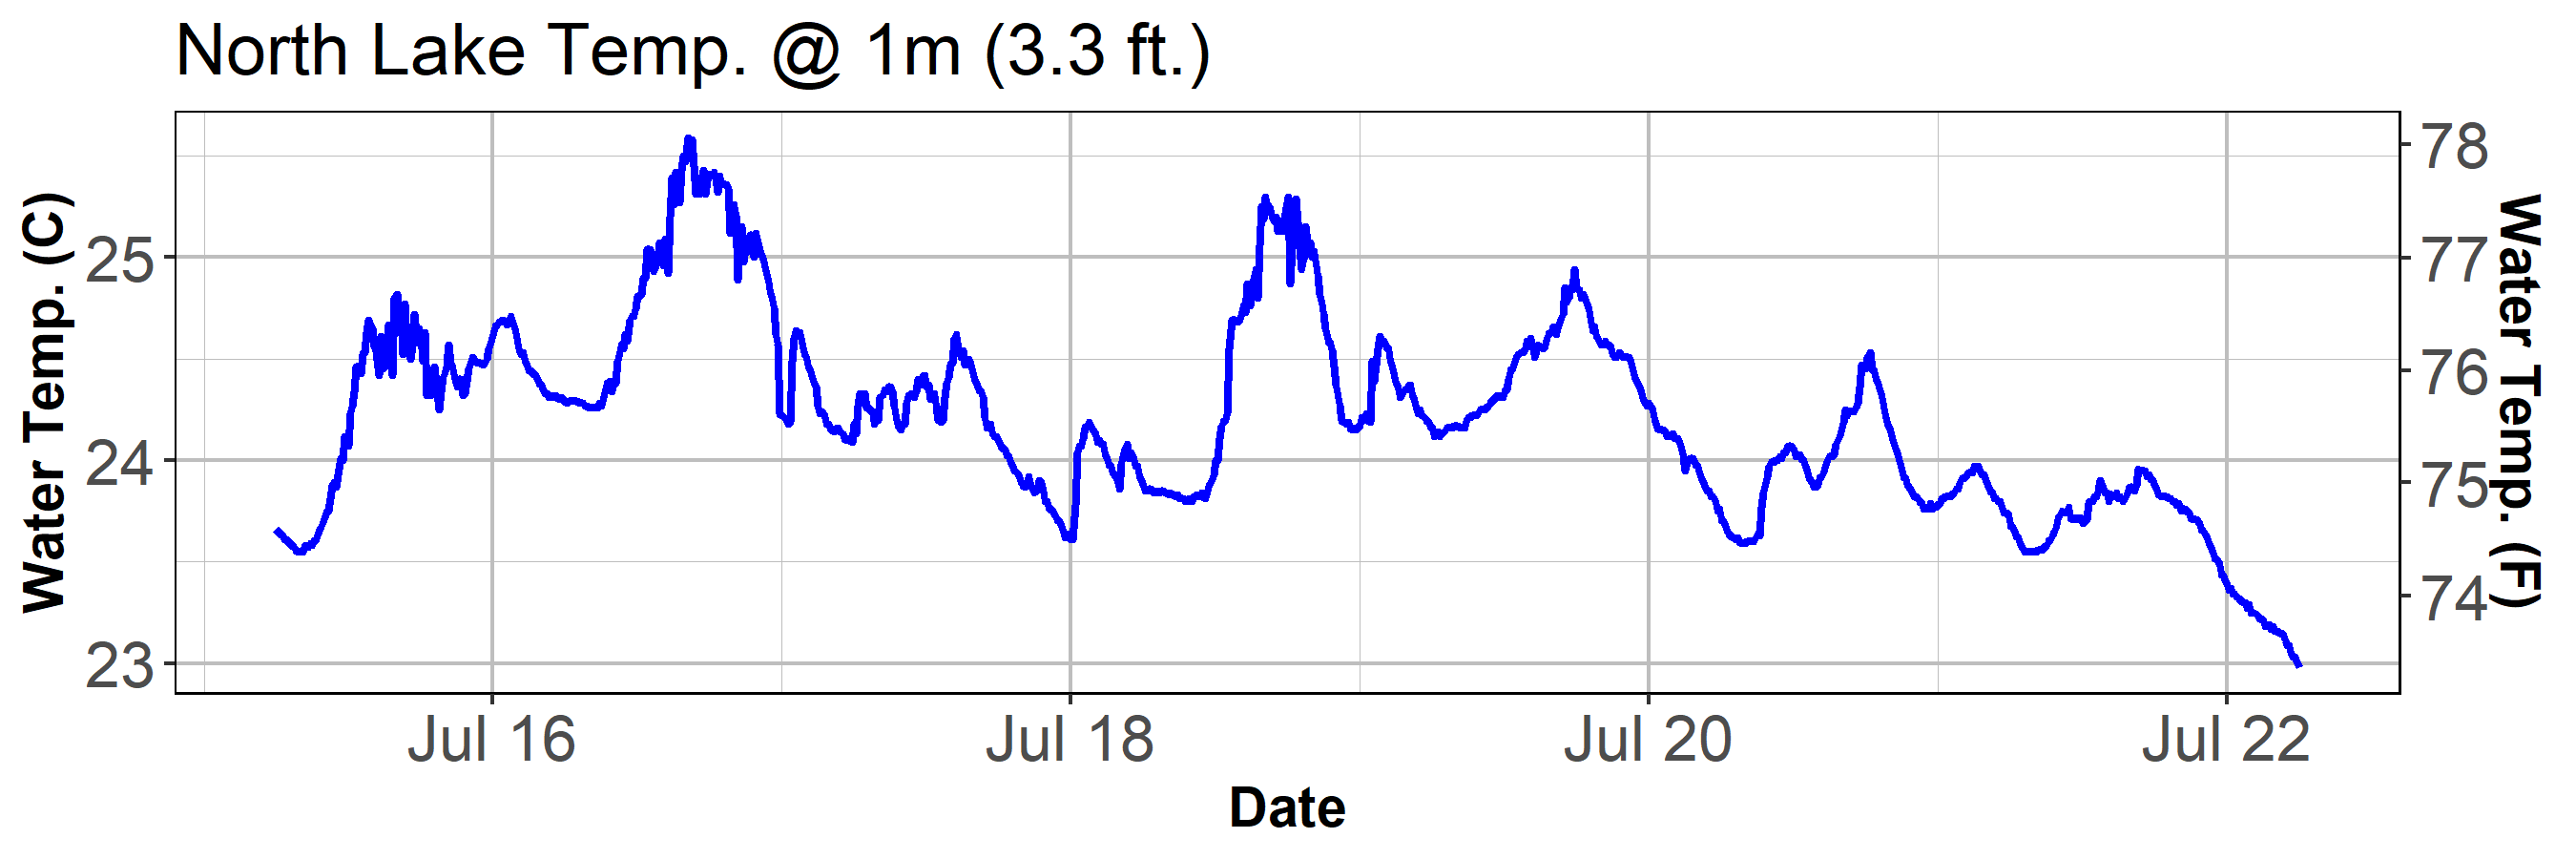 North Lake Temp. @ 1m (3.3 ft.)
Water Temp. (C)
25
24
23
78
77
76
75
74
Water Temp. (F)
Jul 16 Jul 18 Jul 20 Jul 22
Date